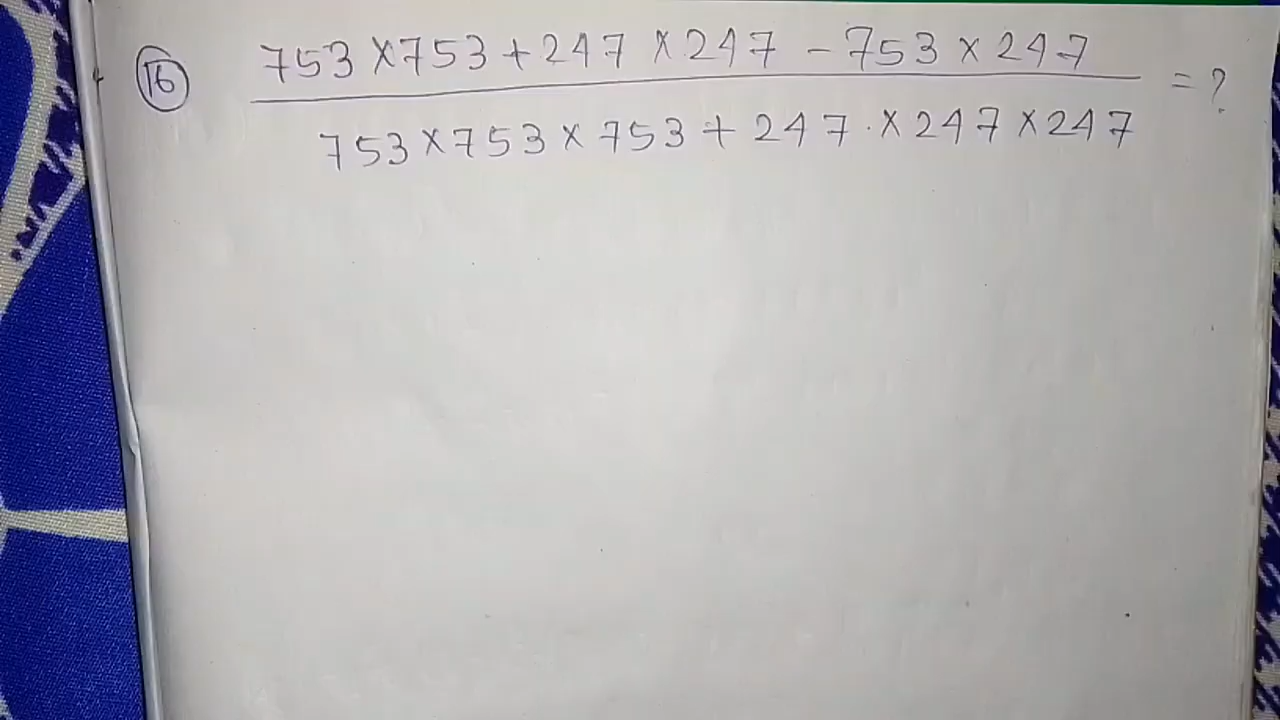 (16) 753 × 753 + 247 × 247 - 753 × 247 = ?
753 × 753 × 753 + 247 · × 247 × 247